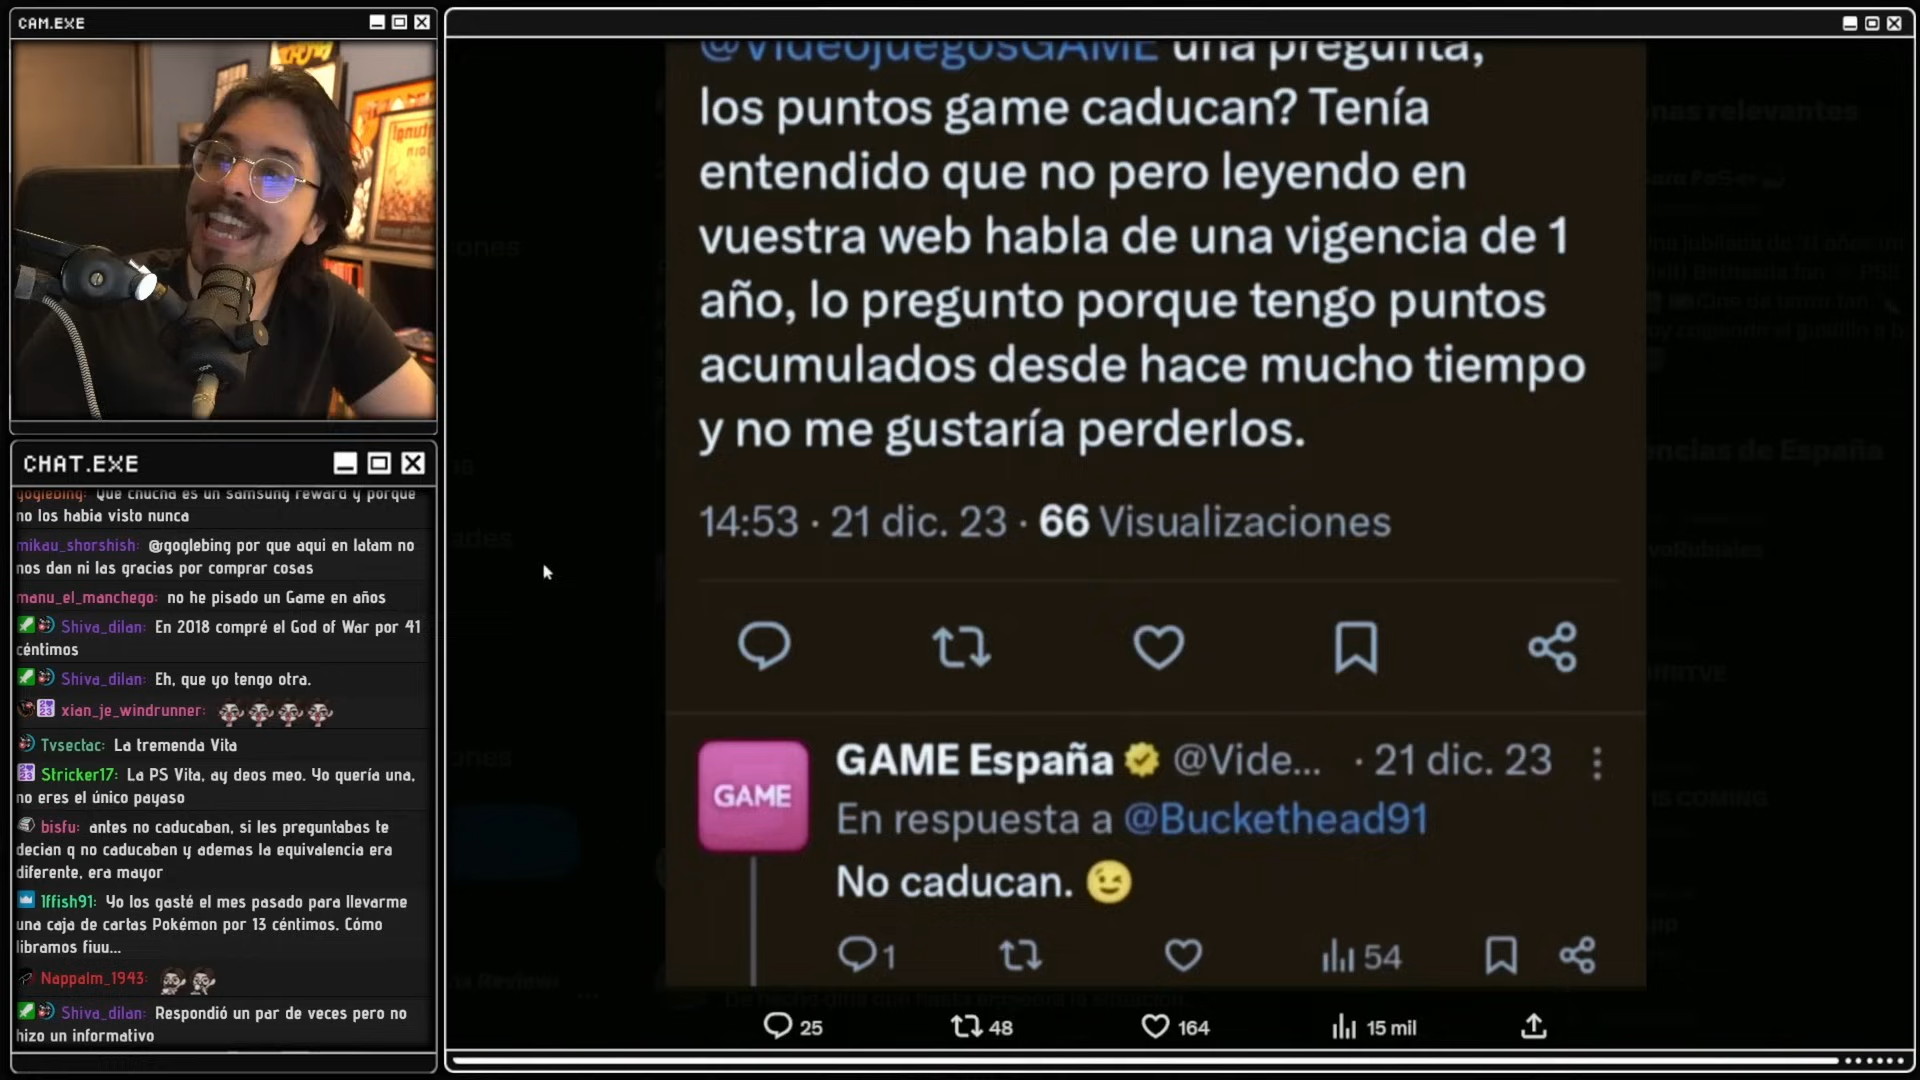 CAM.EXE
@VideojuegosGAME una pregunta,
los puntos game caducan? Tenía
entendido que no pero leyendo en
vuestra web habla de una vigencia de 1
año, lo pregunto porque tengo puntos
acumulados desde hace mucho tiempo
y no me gustaría perderlos.
14:53 · 21 dic. 23 · 66 Visualizaciones
GAME
GAME España @Vide... · 21 dic. 23
En respuesta a @Buckethead91
No caducan. 😉
1
54
25
48
164
15 mil
CHAT.EXE
goglebing: Que chucha es un samsung reward y porque
no los habia visto nunca
mikau_shorshish: @goglebing por que aqui en latam no
nos dan ni las gracias por comprar cosas
manu_el_manchego: no he pisado un Game en años
Shiva_dilan: En 2018 compré el God of War por 41
céntimos
Shiva_dilan: Eh, que yo tengo otra.
xian_je_windrunner:
Tvsectac: La tremenda Vita
Stricker17: La PS Vita, ay deos meo. Yo quería una,
no eres el único payaso
bisfu: antes no caducaban, si les preguntabas te
decian q no caducaban y ademas la equivalencia era
diferente, era mayor
1ffish91: Yo los gasté el mes pasado para llevarme
una caja de cartas Pokémon por 13 céntimos. Cómo
libramos fiuu...
Nappalm_1943:
Shiva_dilan: Respondió un par de veces pero no
hizo un informativo